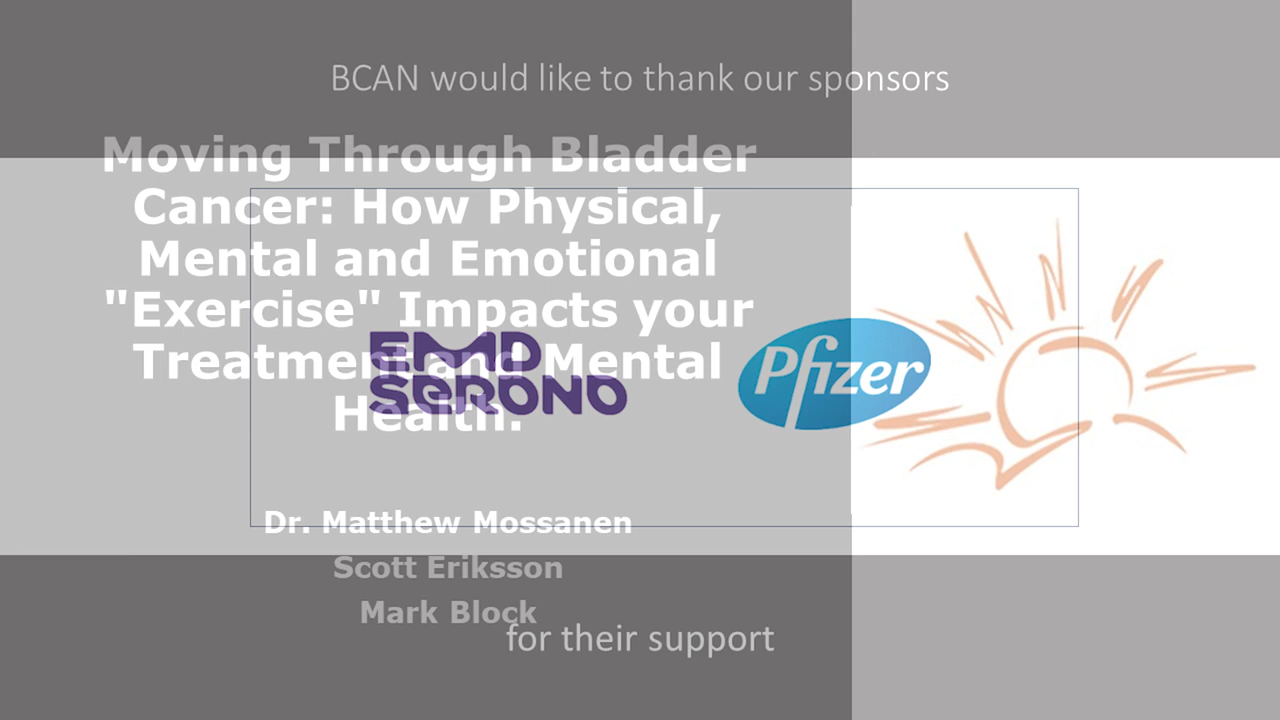 BCAN would like to thank our sponsors
Moving Through Bladder
Cancer: How Physical,
Mental and Emotional
"Exercise" Impacts your
Treatment and Mental
Health.
EMD
SERONO
Pfizer
Dr. Matthew Mossanen
Scott Eriksson
Mark Block
for their support